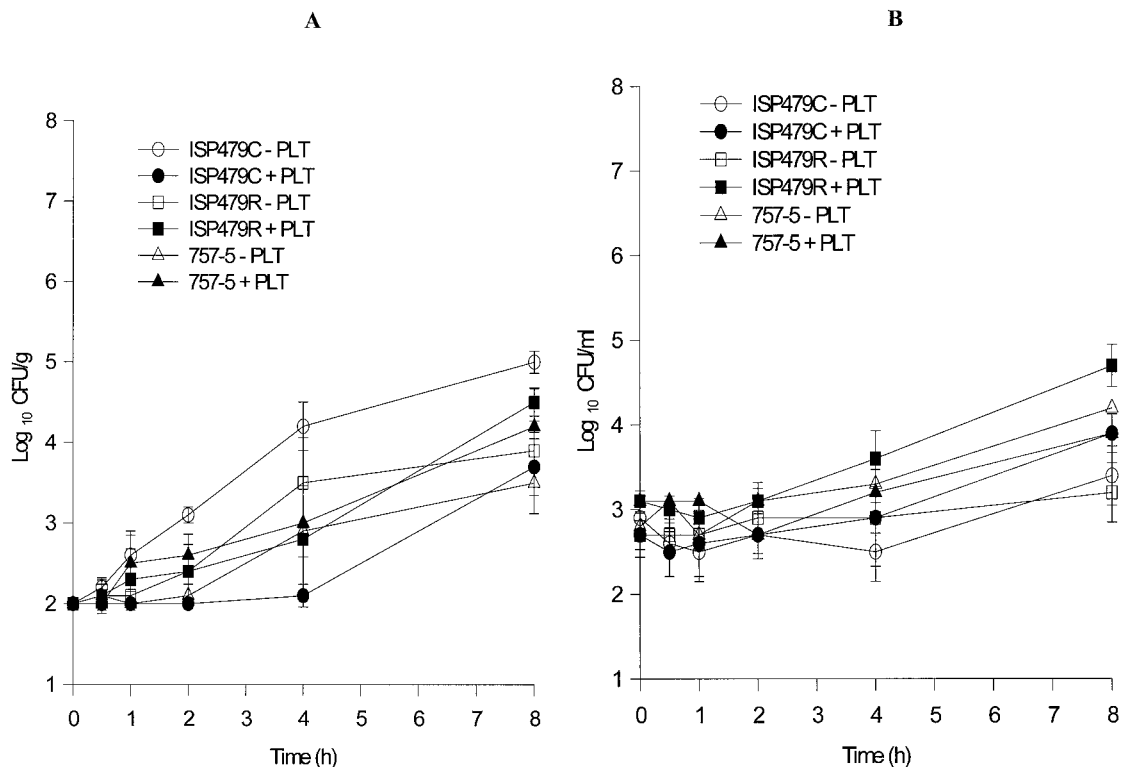 A
8
7
6
5
4
3
2
1
Log 10 CFU/g
ISP479C - PLT
ISP479C + PLT
ISP479R - PLT
ISP479R + PLT
757-5 - PLT
757-5 + PLT
0 1 2 3 4 5 6 7 8
Time (h)
B
8
7
6
5
4
3
2
1
Log 10 CFU/ml
ISP479C - PLT
ISP479C + PLT
ISP479R - PLT
ISP479R + PLT
757-5 - PLT
757-5 + PLT
0 1 2 3 4 5 6 7 8
Time (h)